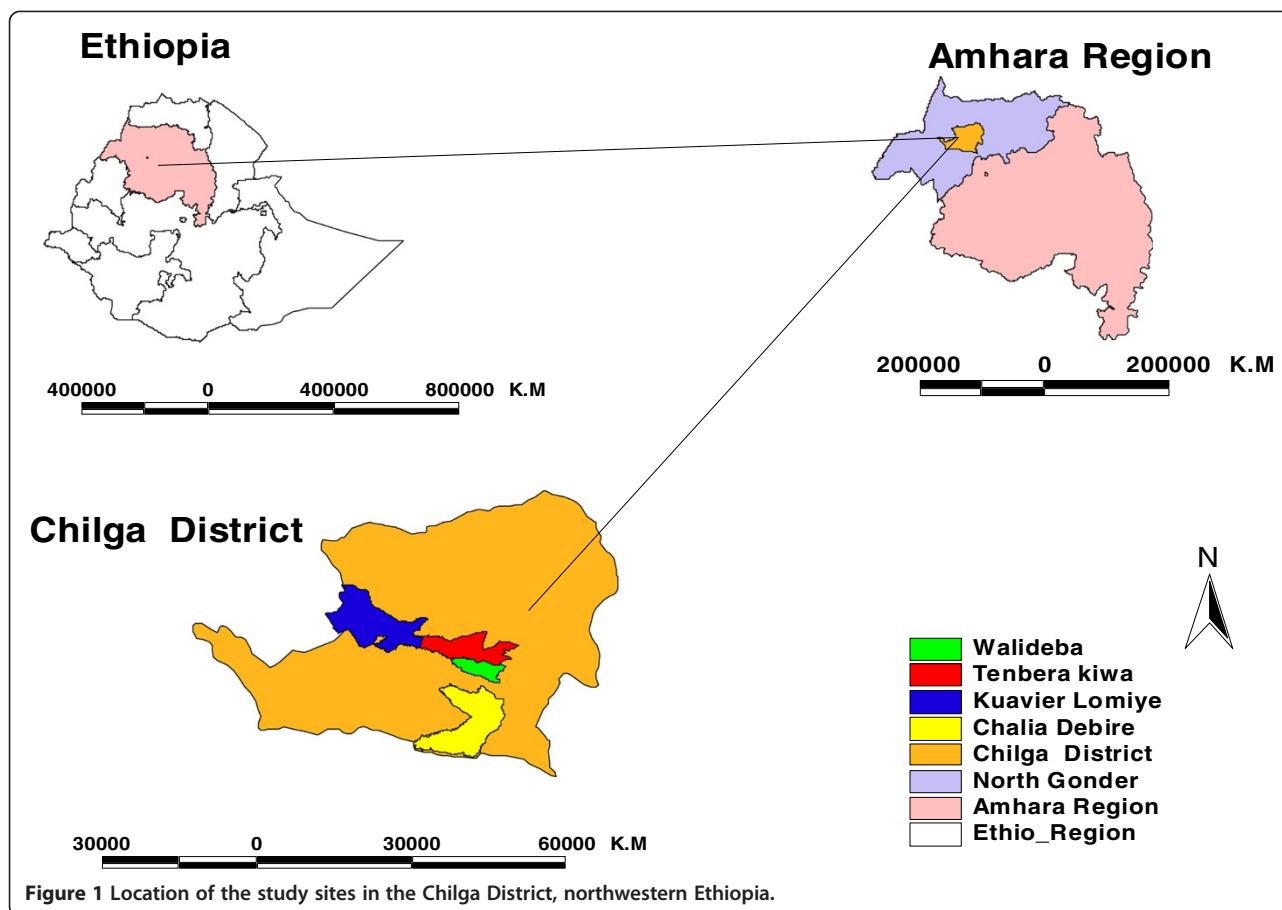 Ethiopia
Amhara Region
400000 0 400000 800000 K.M
200000 0 200000 K.M
Chilga District
N
Walideba
Tenbera kiwa
Kuavier Lomiye
Chalia Debire
Chilga District
North Gonder
Amhara Region
Ethio_Region
30000 0 30000 60000 K.M
Figure 1 Location of the study sites in the Chilga District, northwestern Ethiopia.